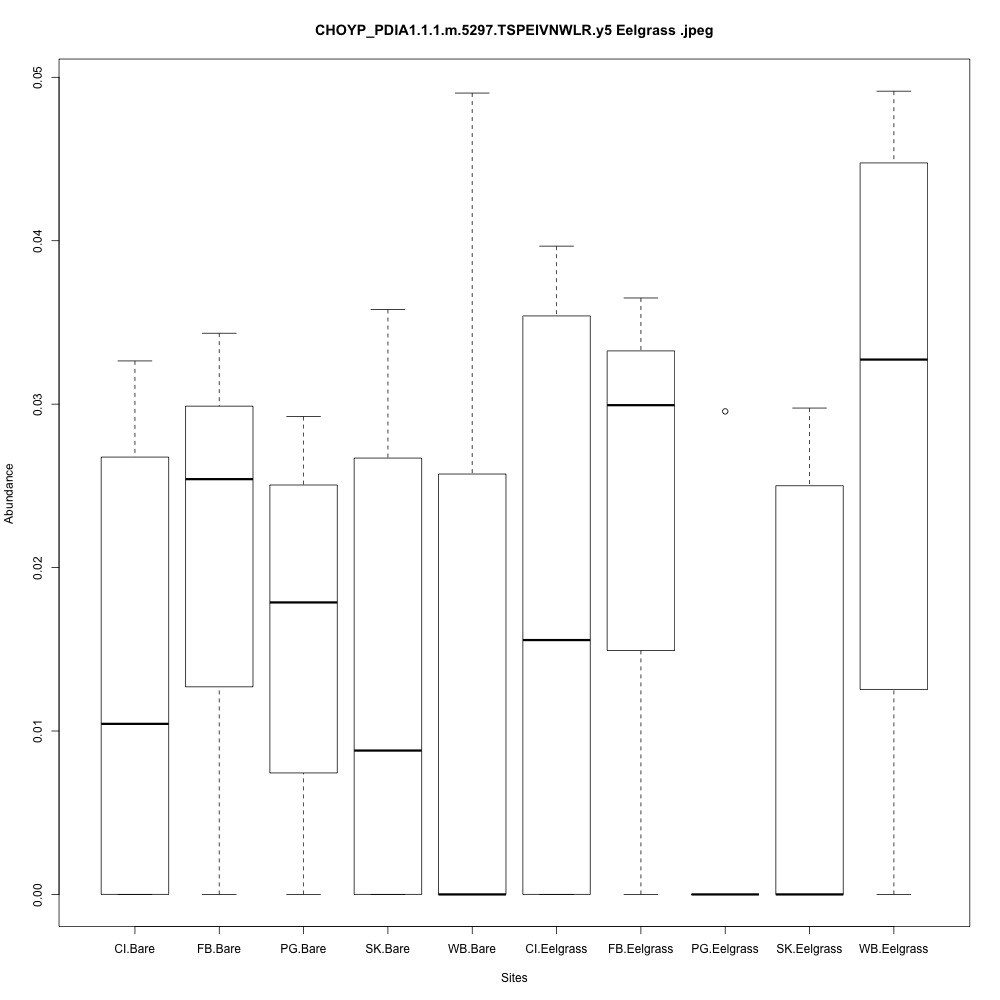 CHOYP_PDIA1.1.1.m.5297.TSPEIVNWLR.y5 Eelgrass .jpeg
Abundance
0.05
0.04
0.03
0.02
0.01
0.00
CI.Bare FB.Bare PG.Bare SK.Bare WB.Bare CI.Eelgrass FB.Eelgrass PG.Eelgrass SK.Eelgrass WB.Eelgrass
Sites